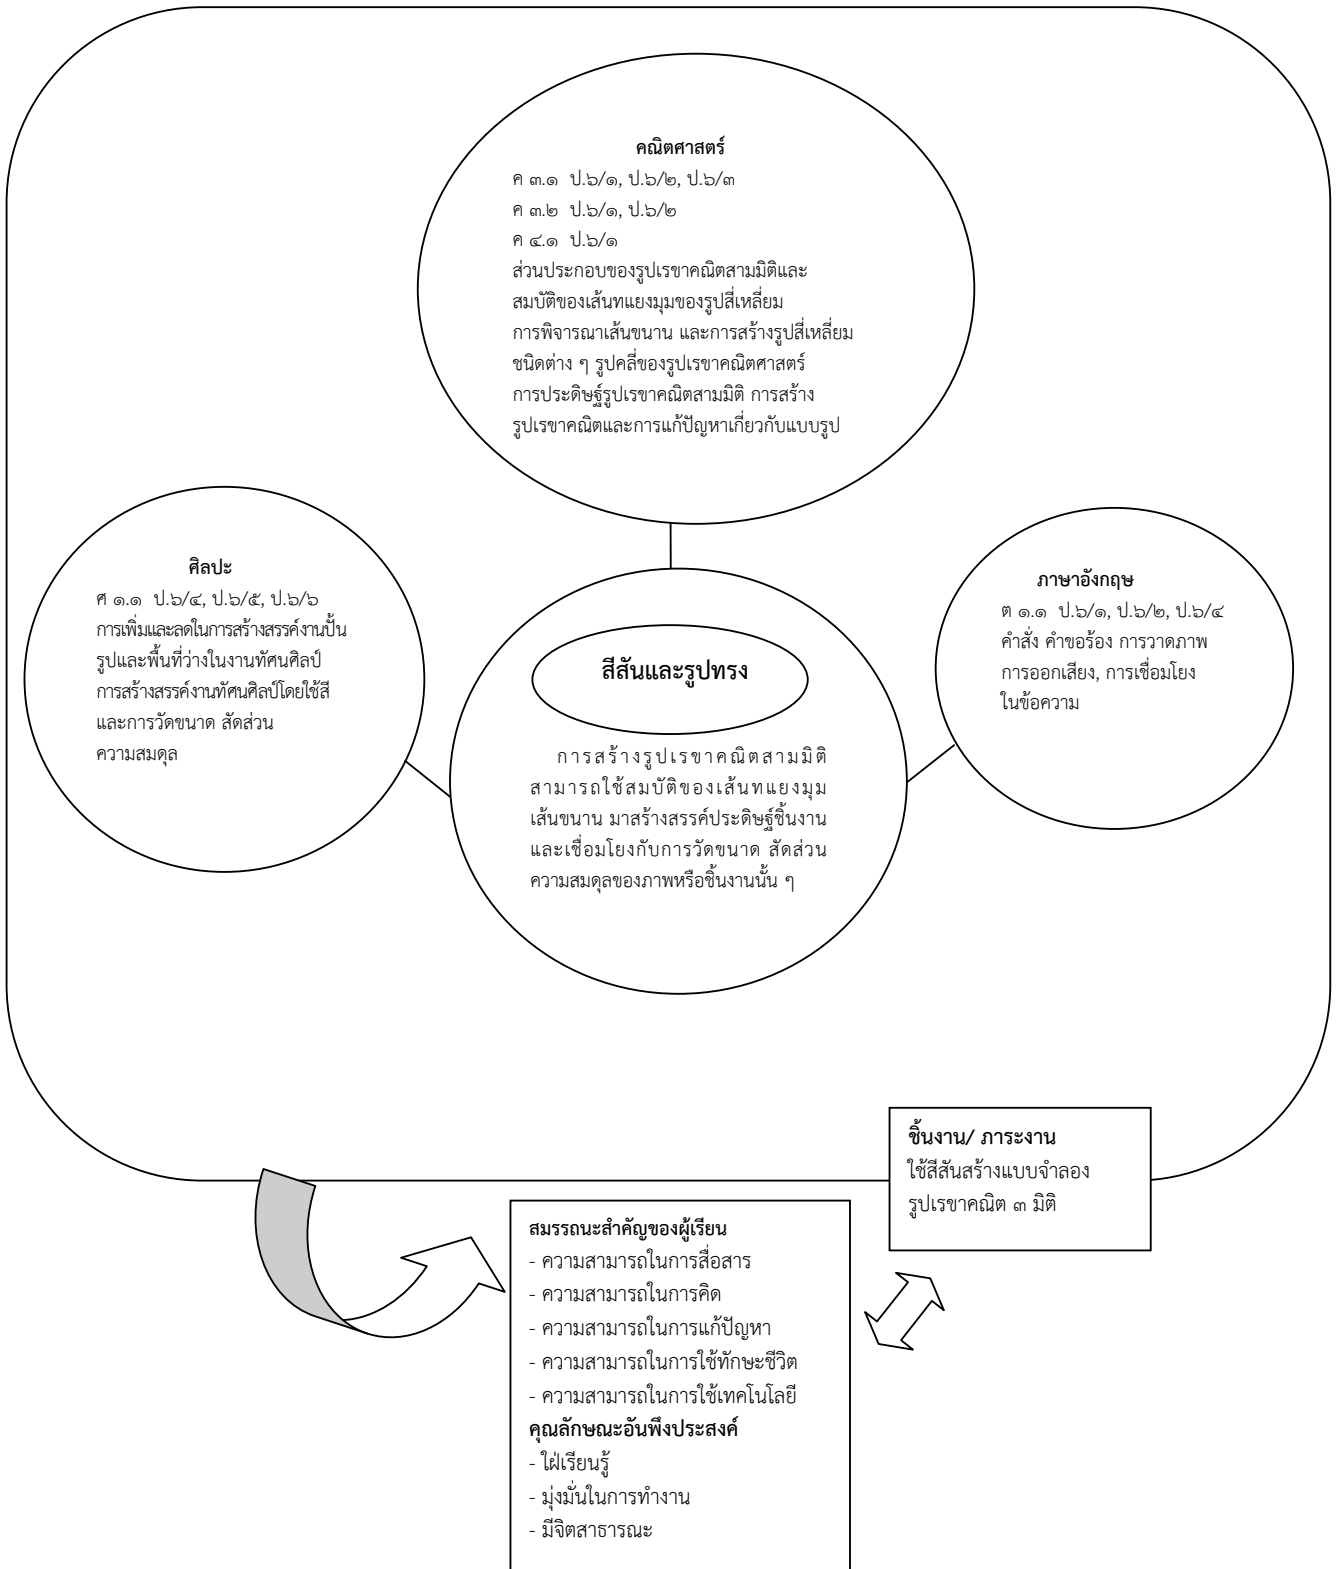 คณิตศาสตร์
ค ๓.๑ ป.๖/๑, ป.๖/๒, ป.๖/๓
ค ๓.๒ ป.๖/๑, ป.๖/๒
ค ๔.๑ ป.๖/๑
ส่วนประกอบของรูปเรขาคณิตสามมิติและ
สมบัติของเส้นทแยงมุมของรูปสี่เหลี่ยม
การพิจารณาเส้นขนาน และการสร้างรูปสี่เหลี่ยม
ชนิดต่าง ๆ รูปคลี่ของรูปเรขาคณิตศาสตร์
การประดิษฐ์รูปเรขาคณิตสามมิติ การสร้าง
รูปเรขาคณิตและการแก้ปัญหาเกี่ยวกับแบบรูป
ศิลปะ
ศ ๑.๑ ป.๖/๔, ป.๖/๕, ป.๖/๖
การเพิ่มและลดในการสร้างสรรค์งานปั้น
รูปและพื้นที่ว่างในงานทัศนศิลป์
การสร้างสรรค์งานทัศนศิลป์โดยใช้สี
และการวัดขนาด สัดส่วน
ความสมดุล
ภาษาอังกฤษ
ต ๑.๑ ป.๖/๑, ป.๖/๒, ป.๖/๔
คำสั่ง คำขอร้อง การวาดภาพ
การออกเสียง, การเชื่อมโยง
ในข้อความ
สีสันและรูปทรง
การสร้างรูปเรขาคณิตสามมิติ
สามารถใช้สมบัติของเส้นทแยงมุม
เส้นขนาน มาสร้างสรรค์ประดิษฐ์ชิ้นงาน
และเชื่อมโยงกับการวัดขนาด สัดส่วน
ความสมดุลของภาพหรือชิ้นงานนั้น ๆ
ชิ้นงาน/ ภาระงาน
ใช้สีสันสร้างแบบจำลอง
รูปเรขาคณิต ๓ มิติ
สมรรถนะสำคัญของผู้เรียน
- ความสามารถในการสื่อสาร
- ความสามารถในการคิด
- ความสามารถในการแก้ปัญหา
- ความสามารถในการใช้ทักษะชีวิต
- ความสามารถในการใช้เทคโนโลยี
คุณลักษณะอันพึงประสงค์
- ใฝ่เรียนรู้
- มุ่งมั่นในการทำงาน
- มีจิตสาธารณะ